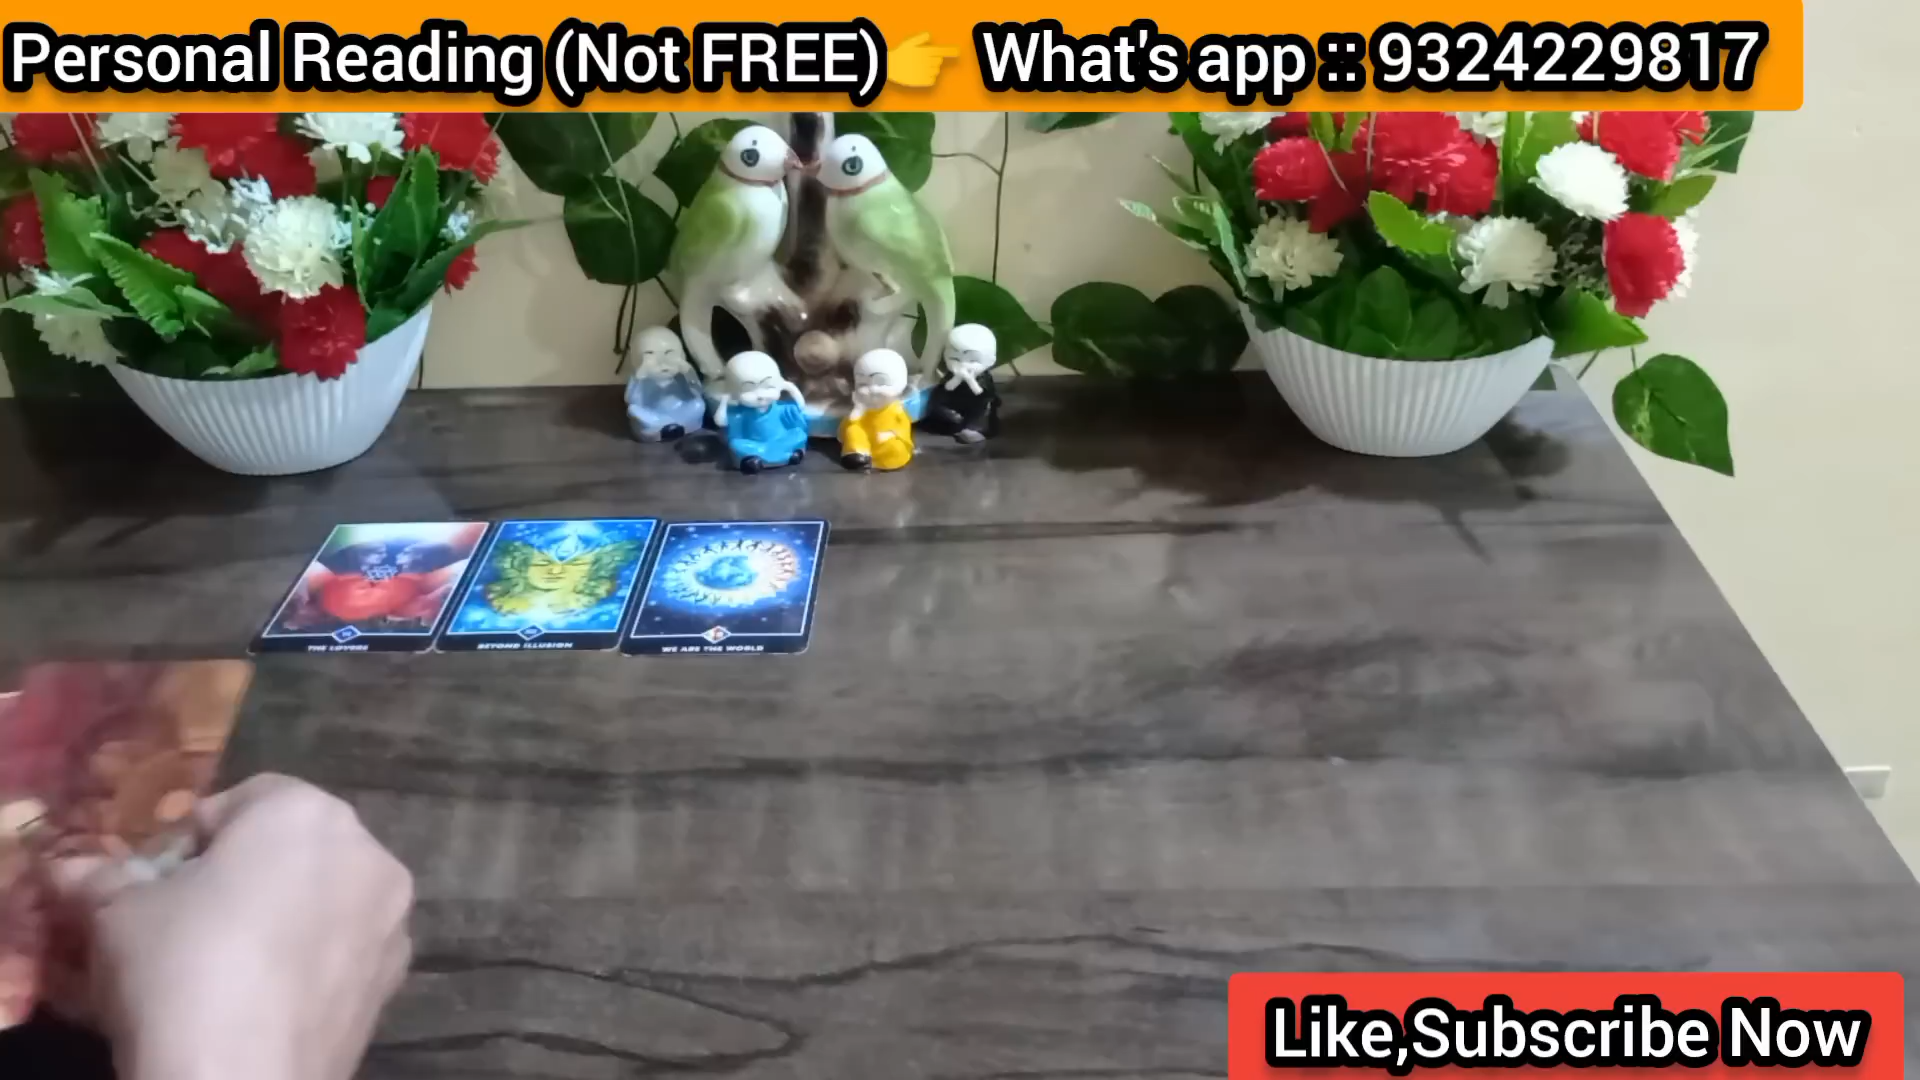 Personal Reading (Not FREE)👉 What's app :: 9324229817
THE LOVERS
BEYOND ILLUSION
WE ARE THE WORLD
Like,Subscribe Now